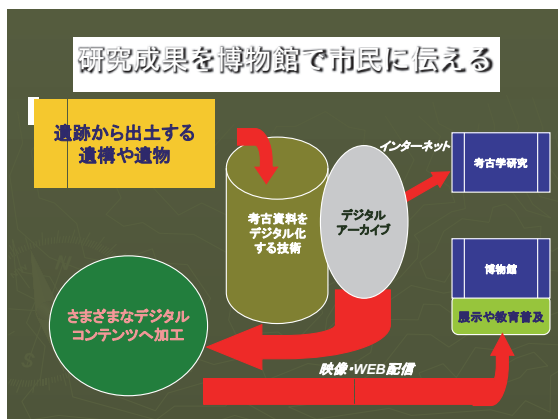 研究成果を博物館で市民に伝える
遺跡から出土する
遺構や遺物
インターネット
考古学研究
考古資料を
デジタル化
する技術
デジタル
アーカイブ
博物館
展示や教育普及
さまざまなデジタル
コンテンツへ加工
映像・WEB配信
N
S